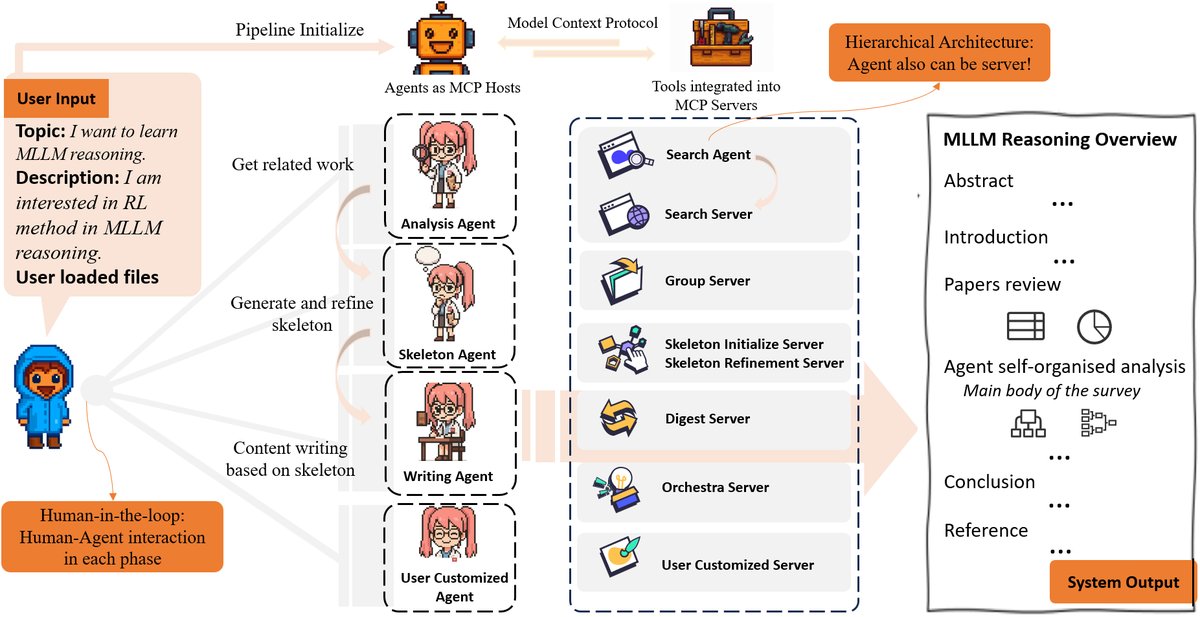 Pipeline Initialize
Model Context Protocol
Agents as MCP Hosts
Tools integrated into
MCP Servers
Hierarchical Architecture:
Agent also can be server!
User Input
Topic: I want to learn
MLLM reasoning.
Description: I am
interested in RL
method in MLLM
reasoning.
User loaded files
Human-in-the-loop:
Human-Agent interaction
in each phase
Get related work
Generate and refine
skeleton
Content writing
based on skeleton
Analysis Agent
Skeleton Agent
Writing Agent
User Customized
Agent
Search Agent
Search Server
Group Server
Skeleton Initialize Server
Skeleton Refinement Server
Digest Server
Orchestra Server
User Customized Server
MLLM Reasoning Overview
Abstract
...
Introduction
...
Papers review
Agent self-organised analysis
Main body of the survey
...
Conclusion
...
Reference
...
System Output